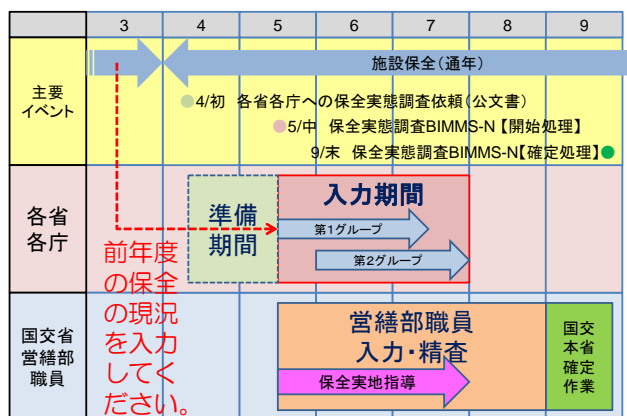 3 4 5 6 7 8 9
主要
イベント
施設保全(通年)
4/初 各省各庁への保全実態調査依頼(公文書)
5/中 保全実態調査BIMMS-N【開始処理】
9/末 保全実態調査BIMMS-N【確定処理】
各省
各庁
準備
期間
入力期間
第1グループ
第2グループ
前年度
の保全
の現況
を入力
してく
ださい。
国交省
営繕部
職員
営繕部職員
入力・精査
保全実地指導
国交
本省
確定
作業